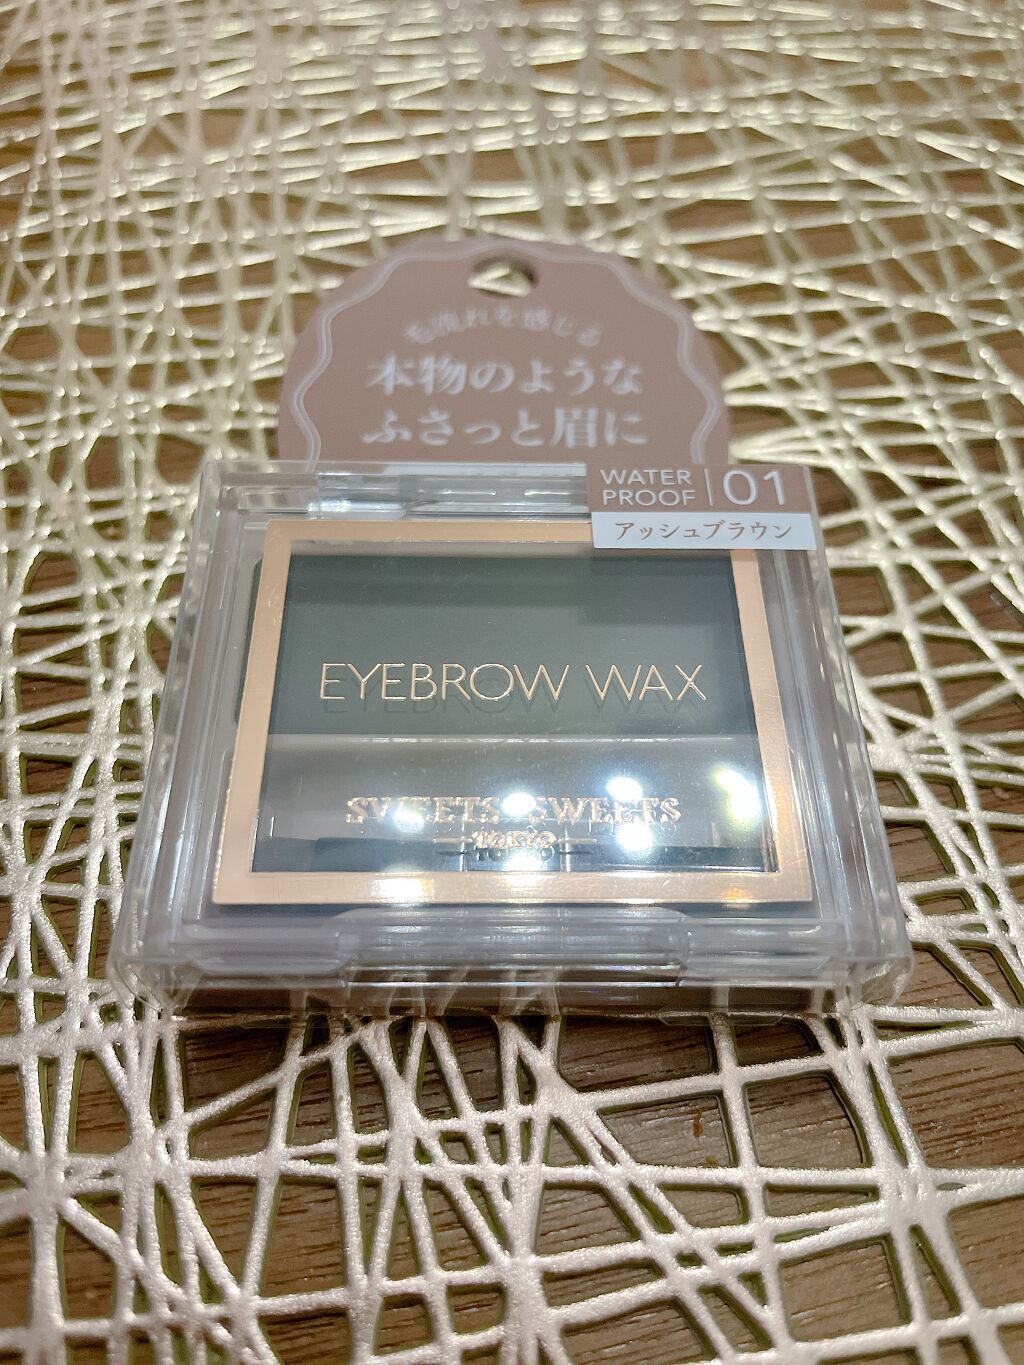 毛流れを感じる
本物のような
ふさっと眉に
WATER
PROOF
01
アッシュブラウン
EYEBROW WAX
SWEETS SWEETS
TOKYO